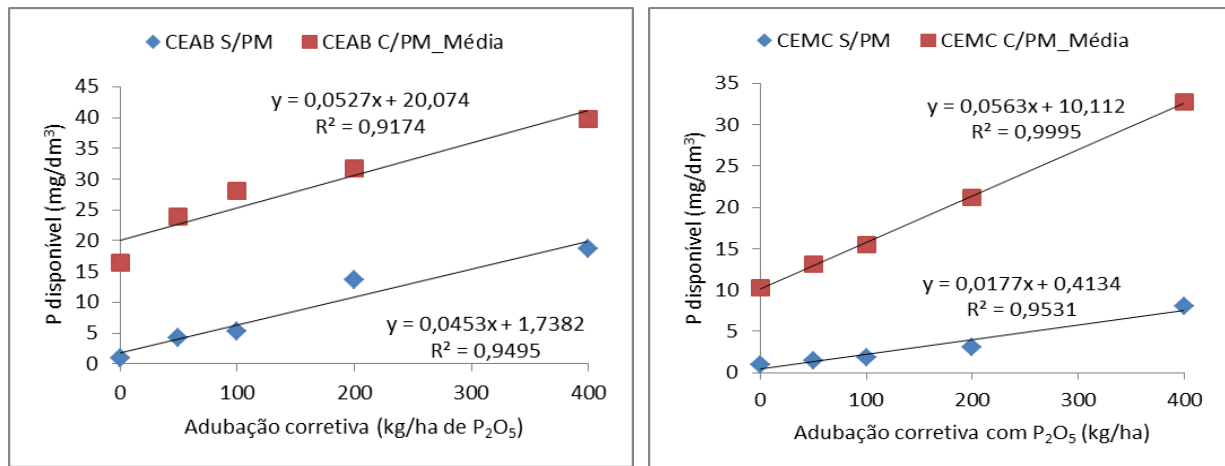 CEAB S/PM CEAB C/PM_Média
45
40
35
30
25
20
15
10
5
0
P disponível (mg/dm³)
y = 0,0527x + 20,074
R² = 0,9174
y = 0,0453x + 1,7382
R² = 0,9495
0 100 200 300 400
Adubação corretiva (kg/ha de P₂O₅)
CEMC S/PM CEMC C/PM_Média
35
30
25
20
15
10
5
0
P disponível (mg/dm³)
y = 0,0563x + 10,112
R² = 0,9995
y = 0,0177x + 0,4134
R² = 0,9531
0 100 200 300 400
Adubação corretiva com P₂O₅ (kg/ha)